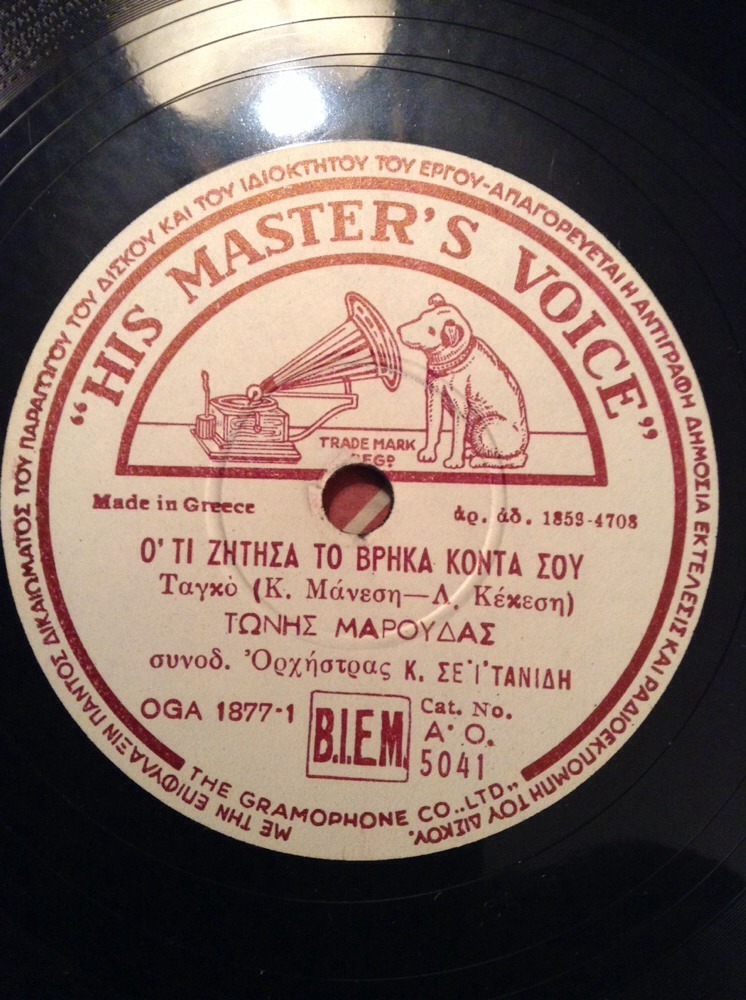 ΜΕ ΤΗΝ ΕΠΙΦΥΛΑΞΙΝ ΠΑΝΤΟΣ ΔΙΚΑΙΩΜΑΤΟΣ ΤΟΥ ΠΑΡΑΓΩΓΟΥ ΤΟΥ ΔΙΣΚΟΥ ΚΑΙ ΤΟΥ ΙΔΙΟΚΤΗΤΟΥ ΤΟΥ ΕΡΓΟΥ-ΑΠΑΓΟΡΕΥΕΤΑΙ Η ΑΝΤΙΓΡΑΦΗ ΔΗΜΟΣΙΑ ΕΚΤΕΛΕΣΙΣ ΚΑΙ ΡΑΔΙΟΕΚΠΟΜΠΗ ΤΟΥ ΔΙΣΚΟΥ.
“HIS MASTER'S VOICE”
TRADE MARK
REGD
Made in Greece
ἀρ. ἀδ. 1859-4708
Ο' ΤΙ ΖΗΤΗΣΑ ΤΟ ΒΡΗΚΑ ΚΟΝΤΑ ΣΟΥ
Ταγκὸ (Κ. Μάνεση—Λ. Κέκεση)
ΤΩΝΗΣ ΜΑΡΟΥΔΑΣ
συνοδ. Ὀρχήστρας Κ. ΣΕ'Ι'ΤΑΝΙΔΗ
OGA 1877-1
B.I.E.M.
Cat. No.
A. O.
5041
THE GRAMOPHONE CO.,LTD.,